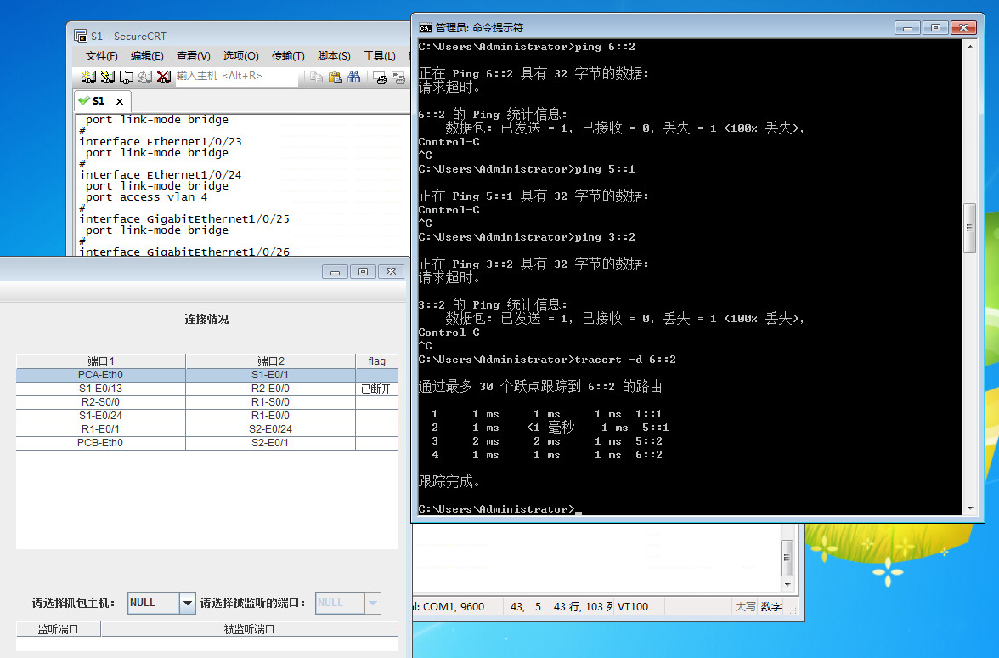 S1 - SecureCRT
文件(F) 编辑(E) 查看(V) 选项(O) 传输(T) 脚本(S) 工具(L)
输入主机 <Alt+R>
S1
port link-mode bridge
#
interface Ethernet1/0/23
port link-mode bridge
#
interface Ethernet1/0/24
port link-mode bridge
port access vlan 4
#
interface GigabitEthernet1/0/25
port link-mode bridge
#
interface GigabitEthernet1/0/26
管理员: 命令提示符
C:\Users\Administrator>ping 6::2
正在 Ping 6::2 具有 32 字节的数据:
请求超时。
6::2 的 Ping 统计信息:
数据包: 已发送 = 1, 已接收 = 0, 丢失 = 1 (100% 丢失),
Control-C
^C
C:\Users\Administrator>ping 5::1
正在 Ping 5::1 具有 32 字节的数据:
Control-C
^C
C:\Users\Administrator>ping 3::2
正在 Ping 3::2 具有 32 字节的数据:
请求超时。
3::2 的 Ping 统计信息:
数据包: 已发送 = 1, 已接收 = 0, 丢失 = 1 (100% 丢失),
Control-C
^C
C:\Users\Administrator>tracert -d 6::2
通过最多 30 个跃点跟踪到 6::2 的路由
1 1 ms 1 ms 1 ms 1::1
2 1 ms <1 毫秒 1 ms 5::1
3 2 ms 2 ms 1 ms 5::2
4 1 ms 1 ms 1 ms 6::2
跟踪完成。
C:\Users\Administrator>
连接情况
端口1 端口2 flag
PCA-Eth0 S1-E0/1
S1-E0/13 R2-E0/0 已断开
R2-S0/0 R1-S0/0
S1-E0/24 R1-E0/0
R1-E0/1 S2-E0/24
PCB-Eth0 S2-E0/1
请选择抓包主机: NULL 请选择被监听的端口: NULL
监听端口 被监听端口
l: COM1, 9600 43, 5 43 行, 103 列 VT100 大写 数字